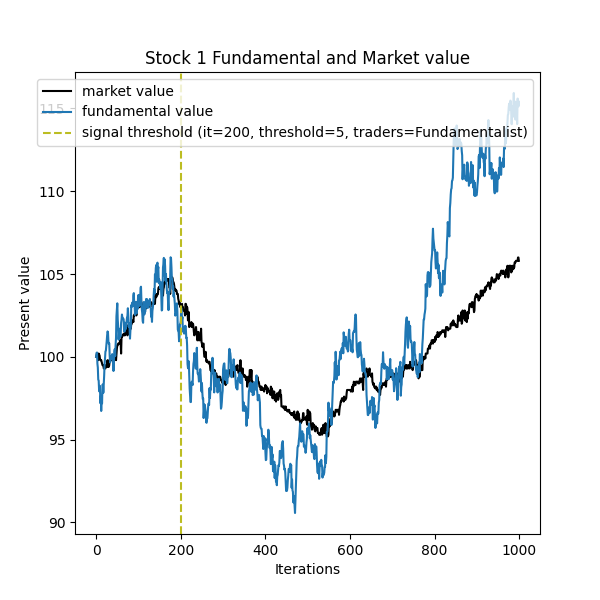 Stock 1 Fundamental and Market value
market value
fundamental value
signal threshold (it=200, threshold=5, traders=Fundamentalist)
115
110
105
100
95
90
Present value
0 200 400 600 800 1000
Iterations